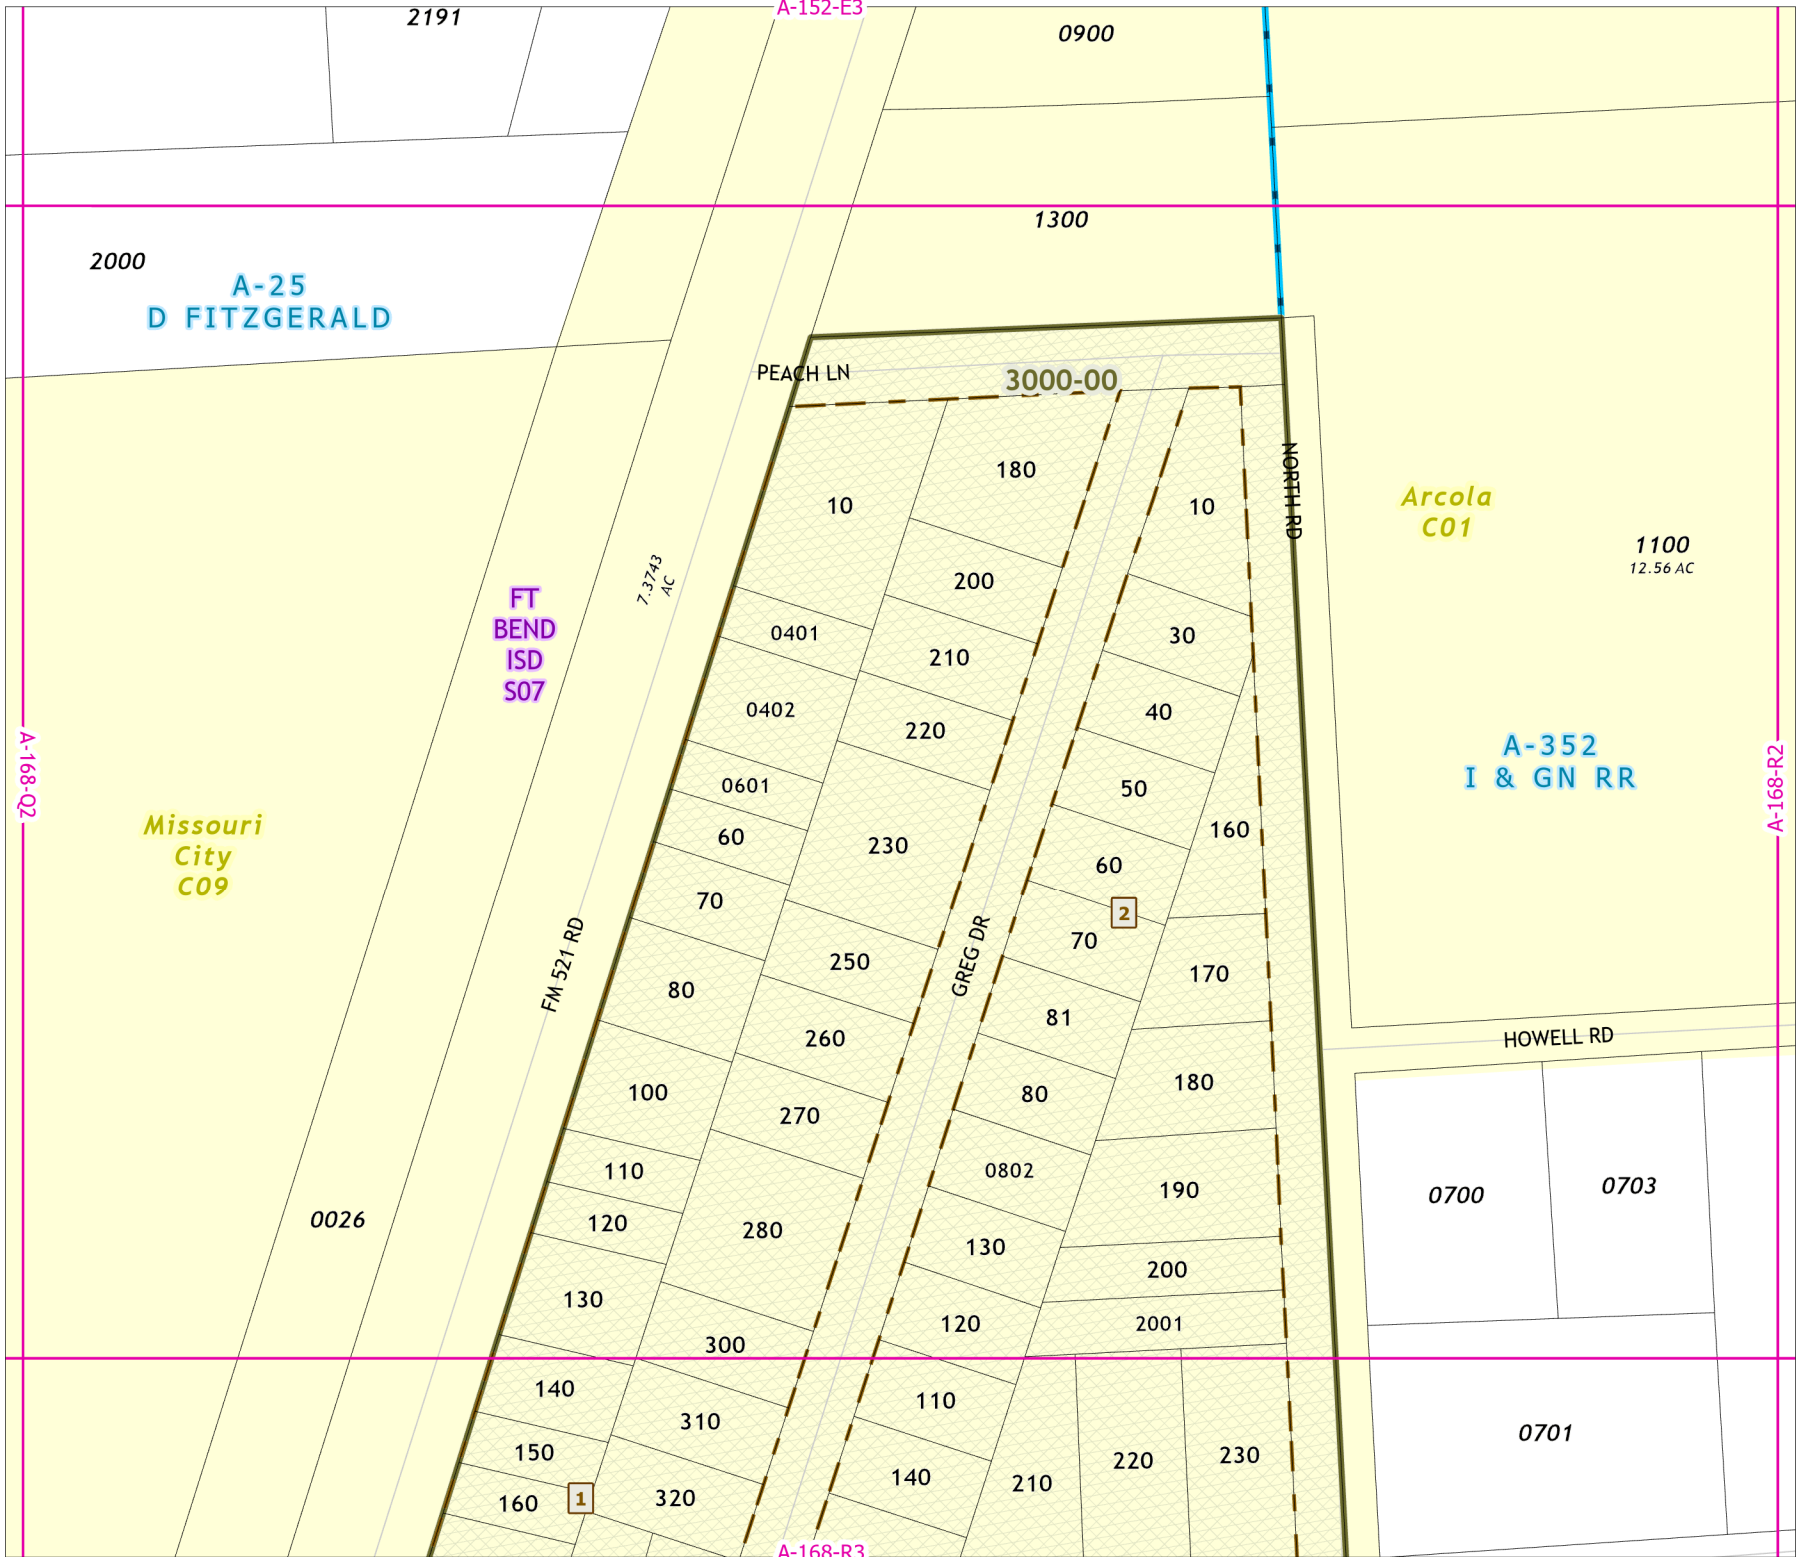 A-152-E3
2191
0900
1300
2000
A-25
D FITZGERALD
PEACH LN
3000-00
NORTH RD
180
10
10
Arcola
C01
1100
12.56 AC
7.3743
AC
FT
BEND
ISD
S07
200
0401
210
30
0402
220
40
A-352
I & GN RR
A-168-Q2
A-168-R2
0601
50
60
230
160
Missouri
City
C09
60
2
70
70
FM 521 RD
GREG DR
250
170
80
81
260
HOWELL RD
100
270
80
180
110
0802
190
0700
0703
0026
120
280
130
200
130
120
2001
300
140
110
310
0701
150
220
230
140
210
160
1
320
A-168-R3